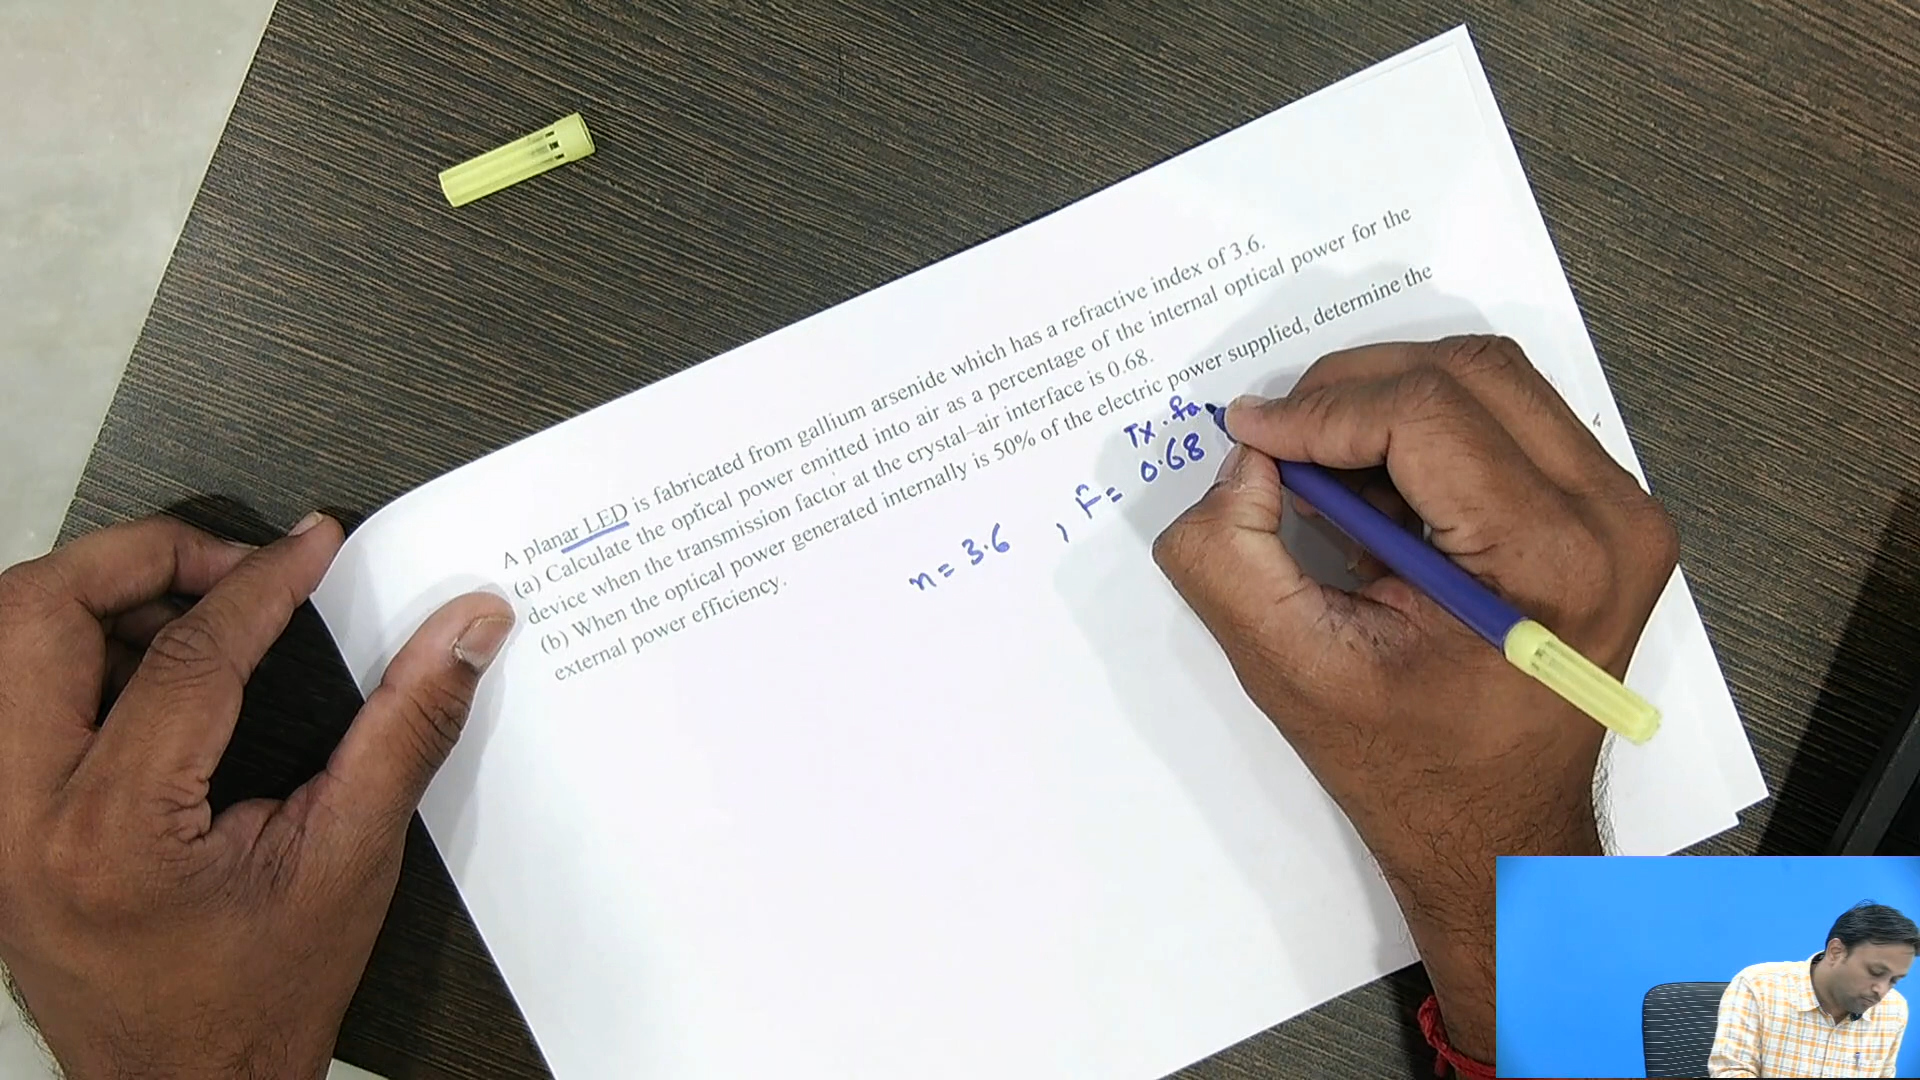 A planar LED is fabricated from gallium arsenide which has a refractive index of 3.6.
(a) Calculate the optical power emitted into air as a percentage of the internal optical power for the
device when the transmission factor at the crystal–air interface is 0.68.
(b) When the optical power generated internally is 50% of the electric power supplied, determine the
external power efficiency.
Tx. fa
n = 3.6 , F = 0.68